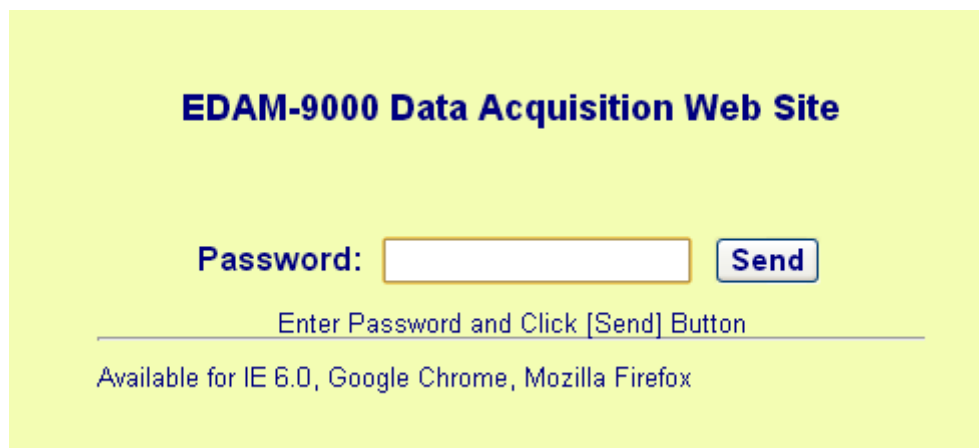 EDAM-9000 Data Acquisition Web Site
Password: Send
Enter Password and Click [Send] Button
Available for IE 6.0, Google Chrome, Mozilla Firefox